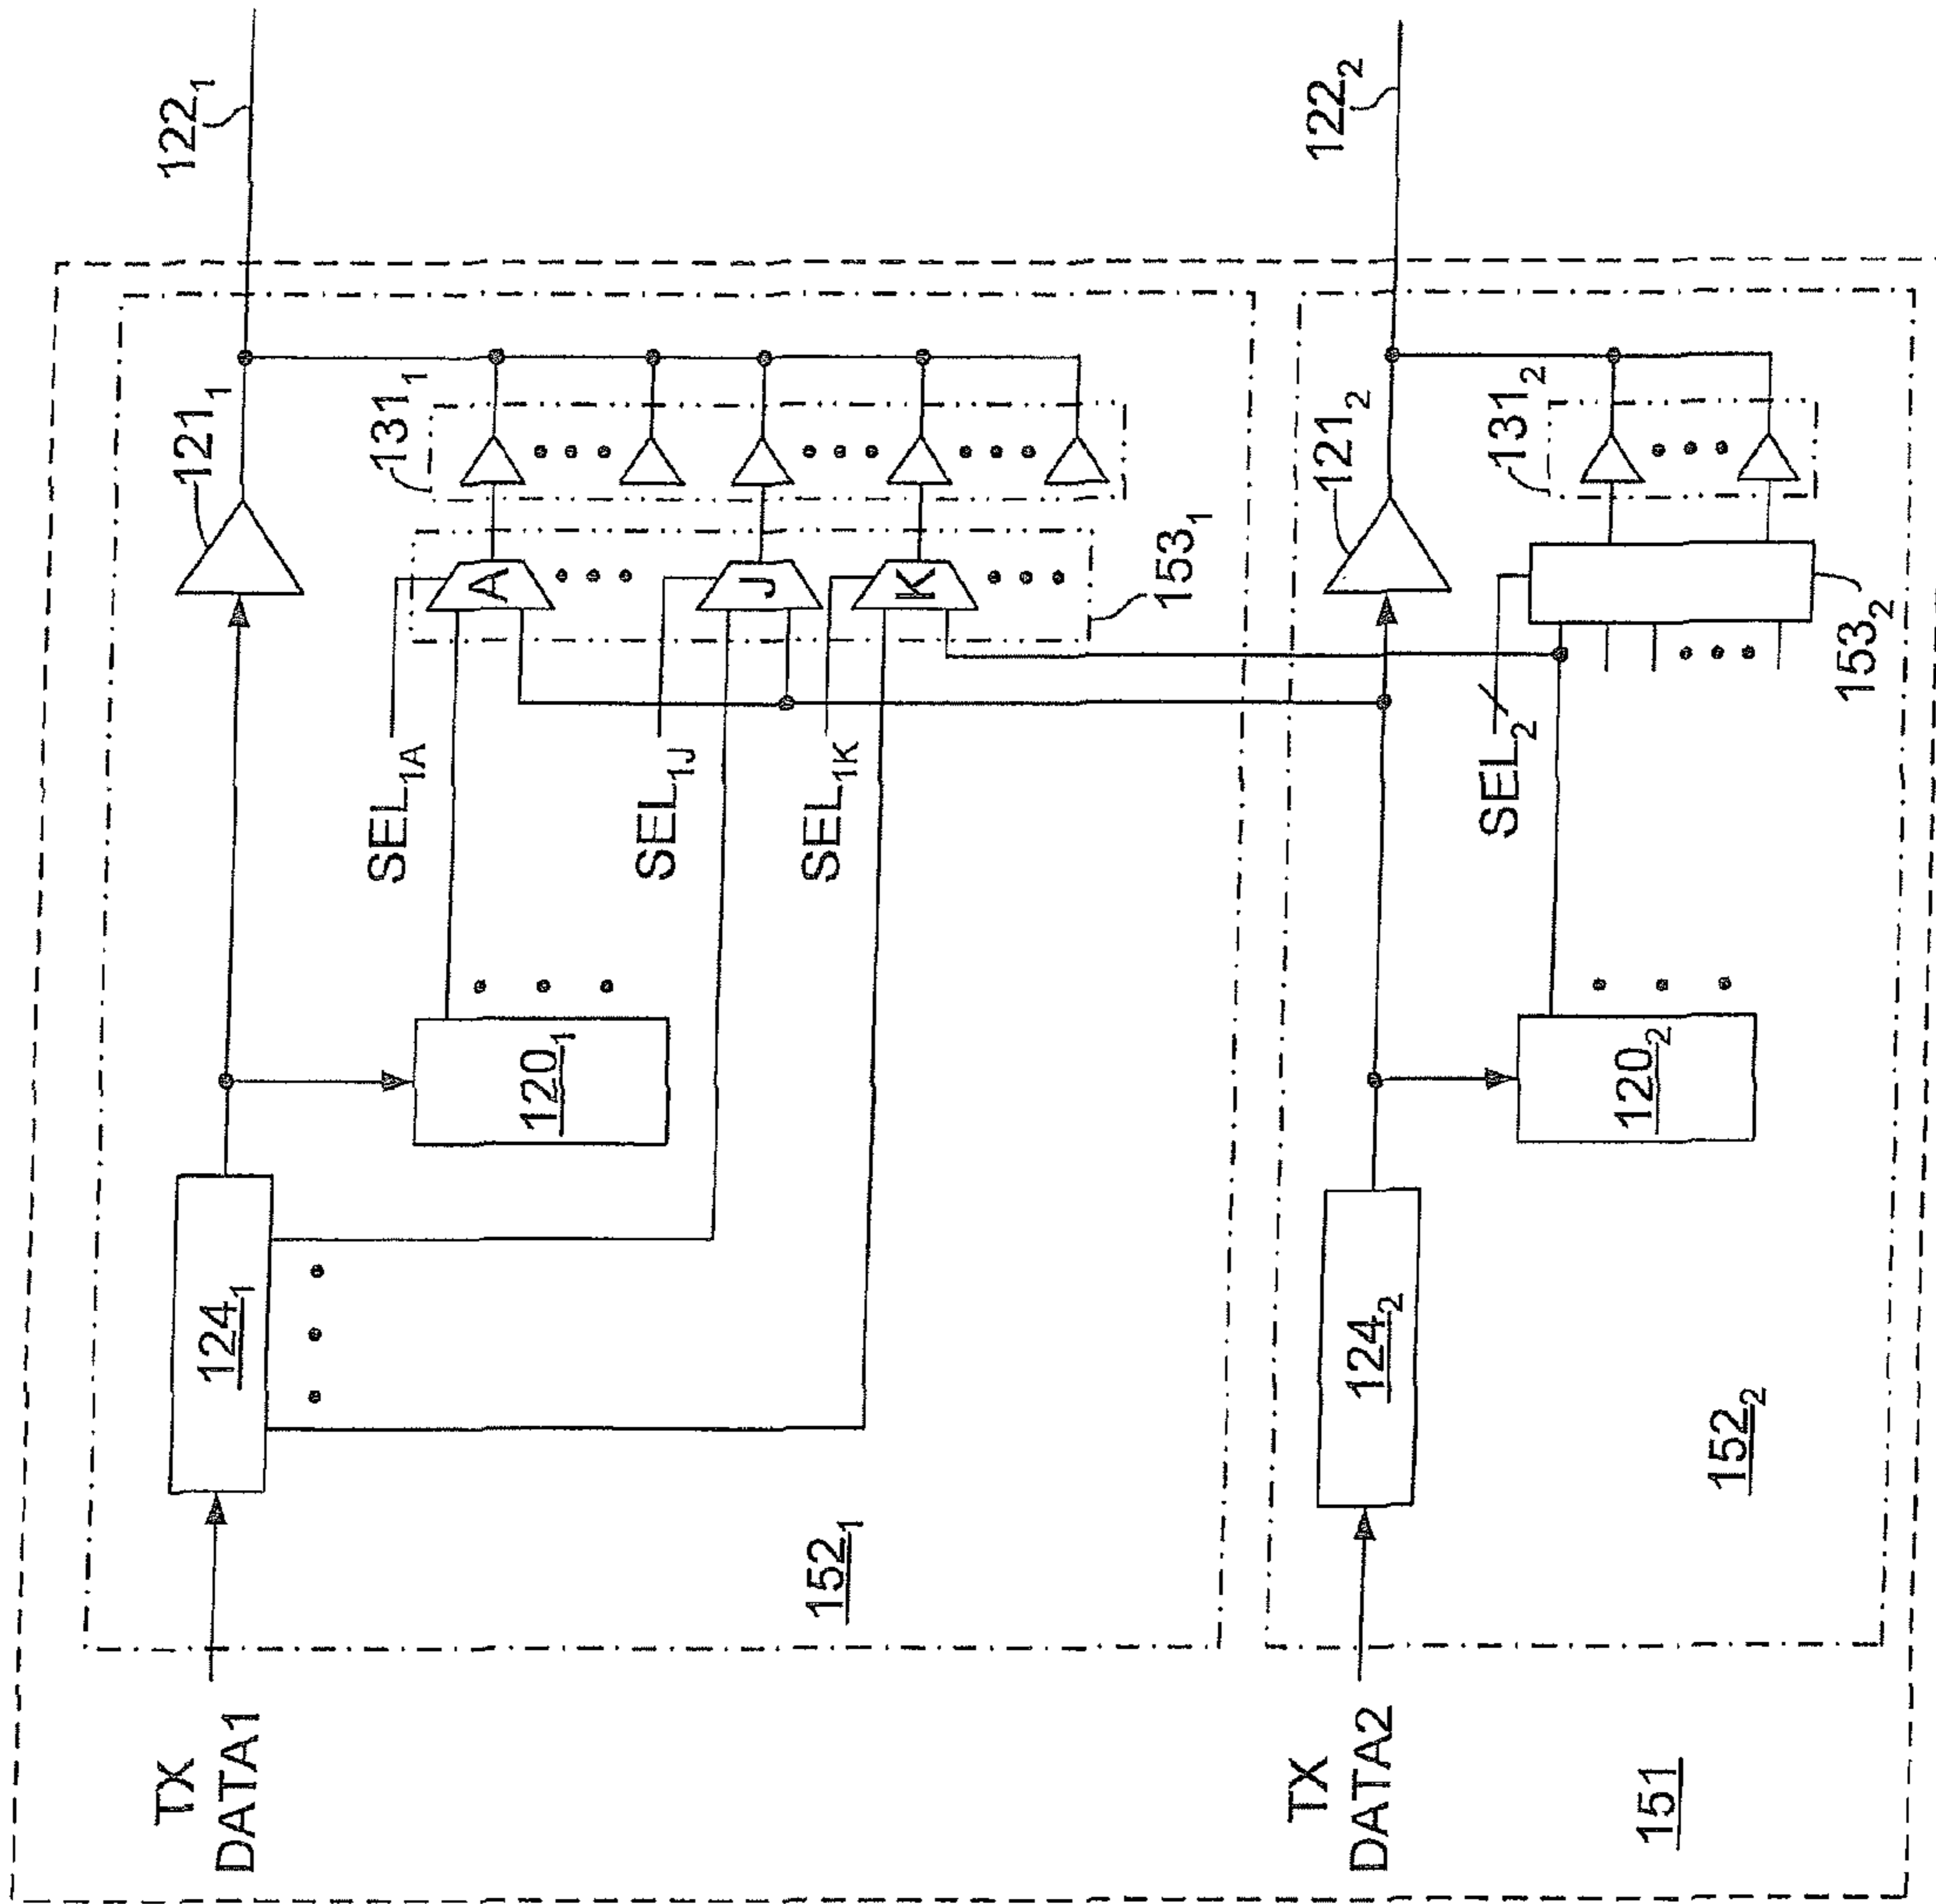 122₁
121₁
131₁
A
J
K
153₁
SEL₁A
SEL₁J
SEL₁K
120₁
124₁
152₁
TX
DATA1
122₂
121₂
131₂
153₂
SEL₂
120₂
124₂
152₂
TX
DATA2
151